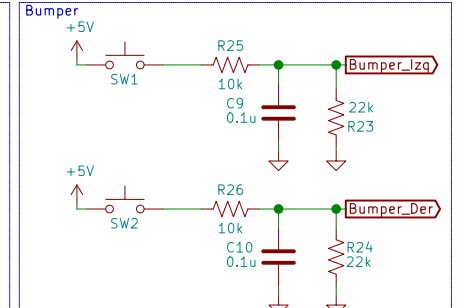 Bumper
+5V
SW1
R25
10k
C9
0.1u
22k
R23
Bumper_Izq
+5V
SW2
R26
10k
C10
0.1u
R24
22k
Bumper_Der